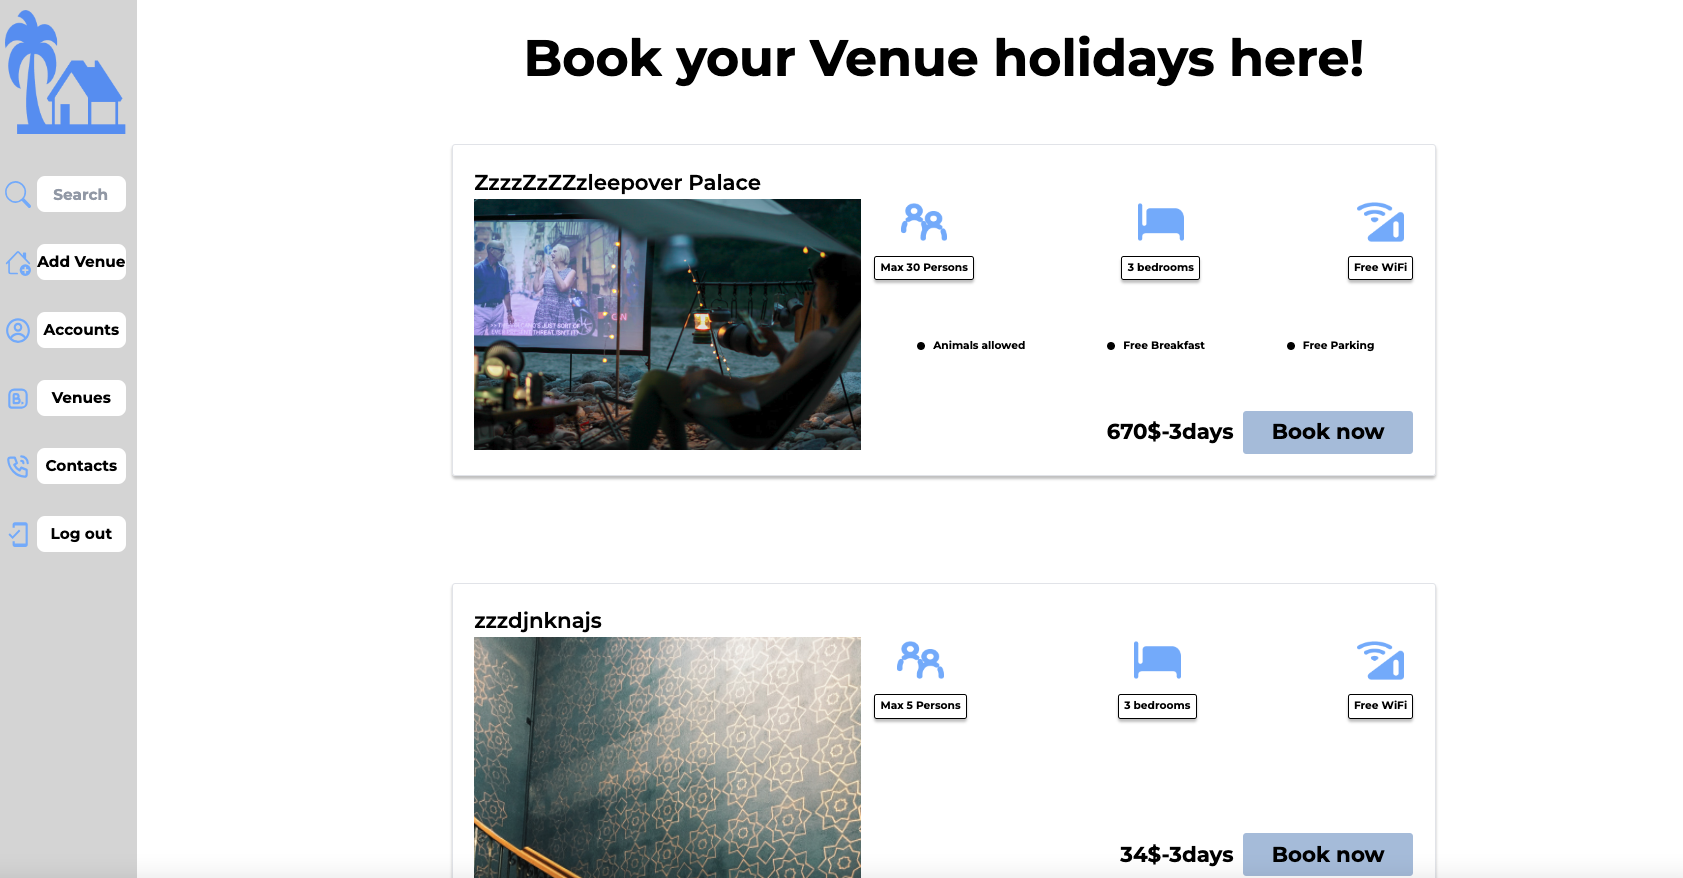 Book your Venue holidays here!
Search
Add Venue
Accounts
Venues
Contacts
Log out
ZzzzZzZZzleepover Palace
Max 30 Persons
3 bedrooms
Free WiFi
Animals allowed
Free Breakfast
Free Parking
670$-3days
Book now
zzzdjnknajs
Max 5 Persons
3 bedrooms
Free WiFi
34$-3days
Book now